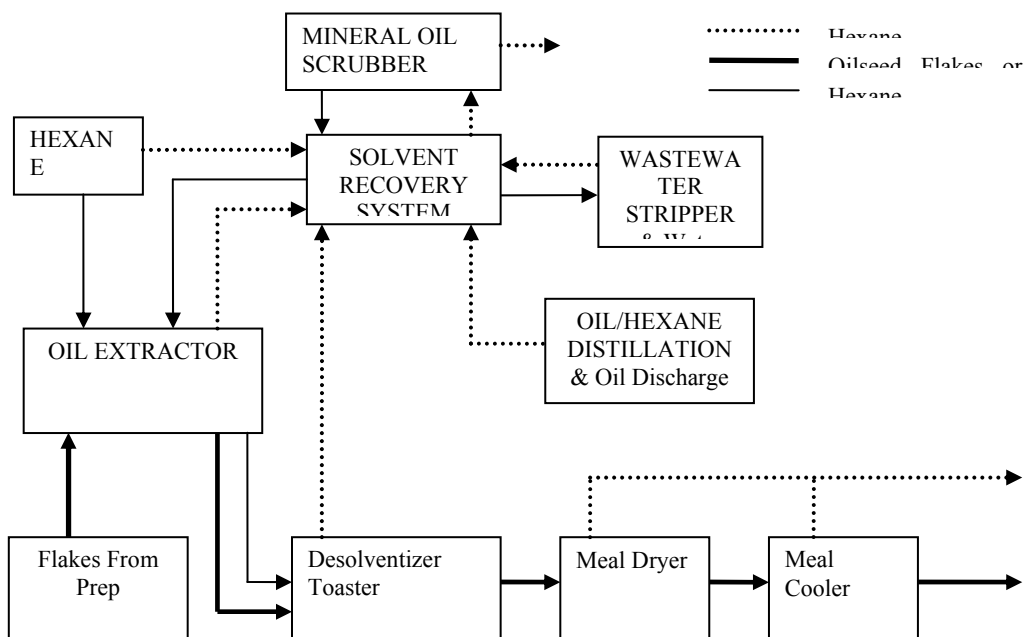 MINERAL OIL
SCRUBBER
Hexane
Oilseed Flakes or
Hexane
HEXAN
E
SOLVENT
RECOVERY
SYSTEM
WASTEWA
TER
STRIPPER
OIL EXTRACTOR
OIL/HEXANE
DISTILLATION
& Oil Discharge
Flakes From
Prep
Desolventizer
Toaster
Meal Dryer
Meal
Cooler